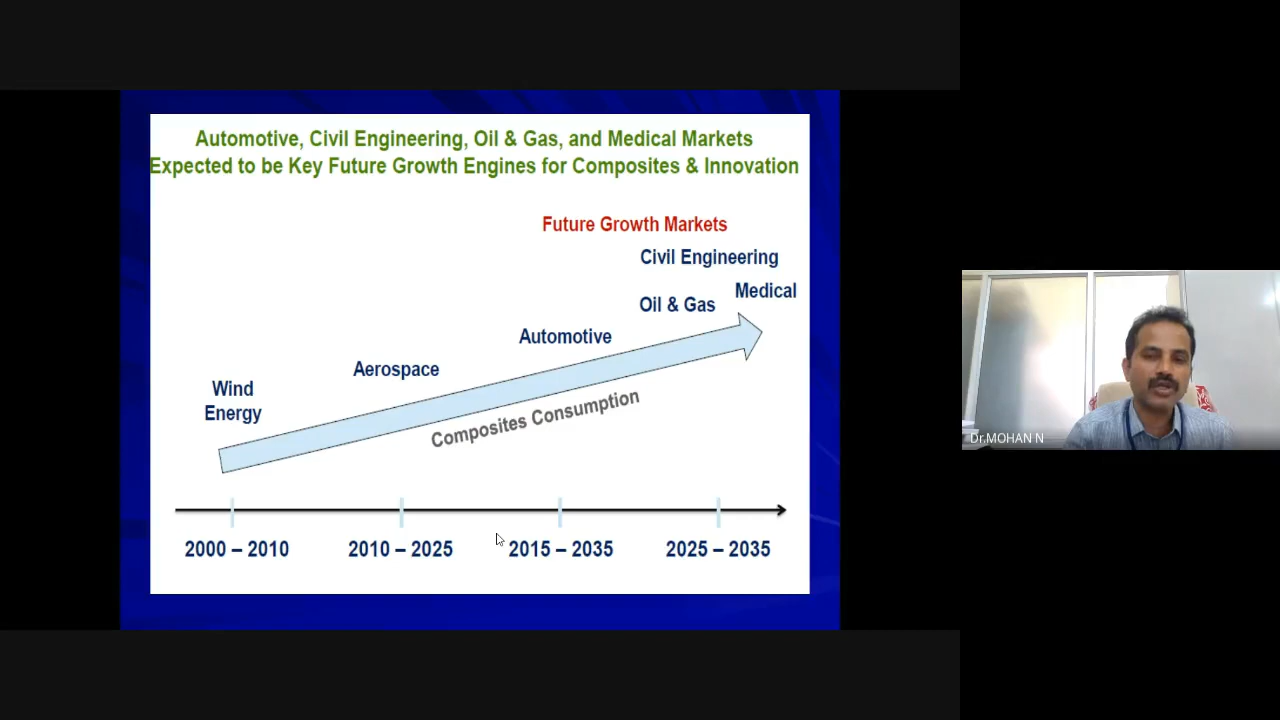 Automotive, Civil Engineering, Oil & Gas, and Medical Markets
Expected to be Key Future Growth Engines for Composites & Innovation
Future Growth Markets
Civil Engineering
Medical
Oil & Gas
Automotive
Aerospace
Wind
Energy
Composites Consumption
2000 – 2010
2010 – 2025
2015 – 2035
2025 – 2035
Dr.MOHAN N